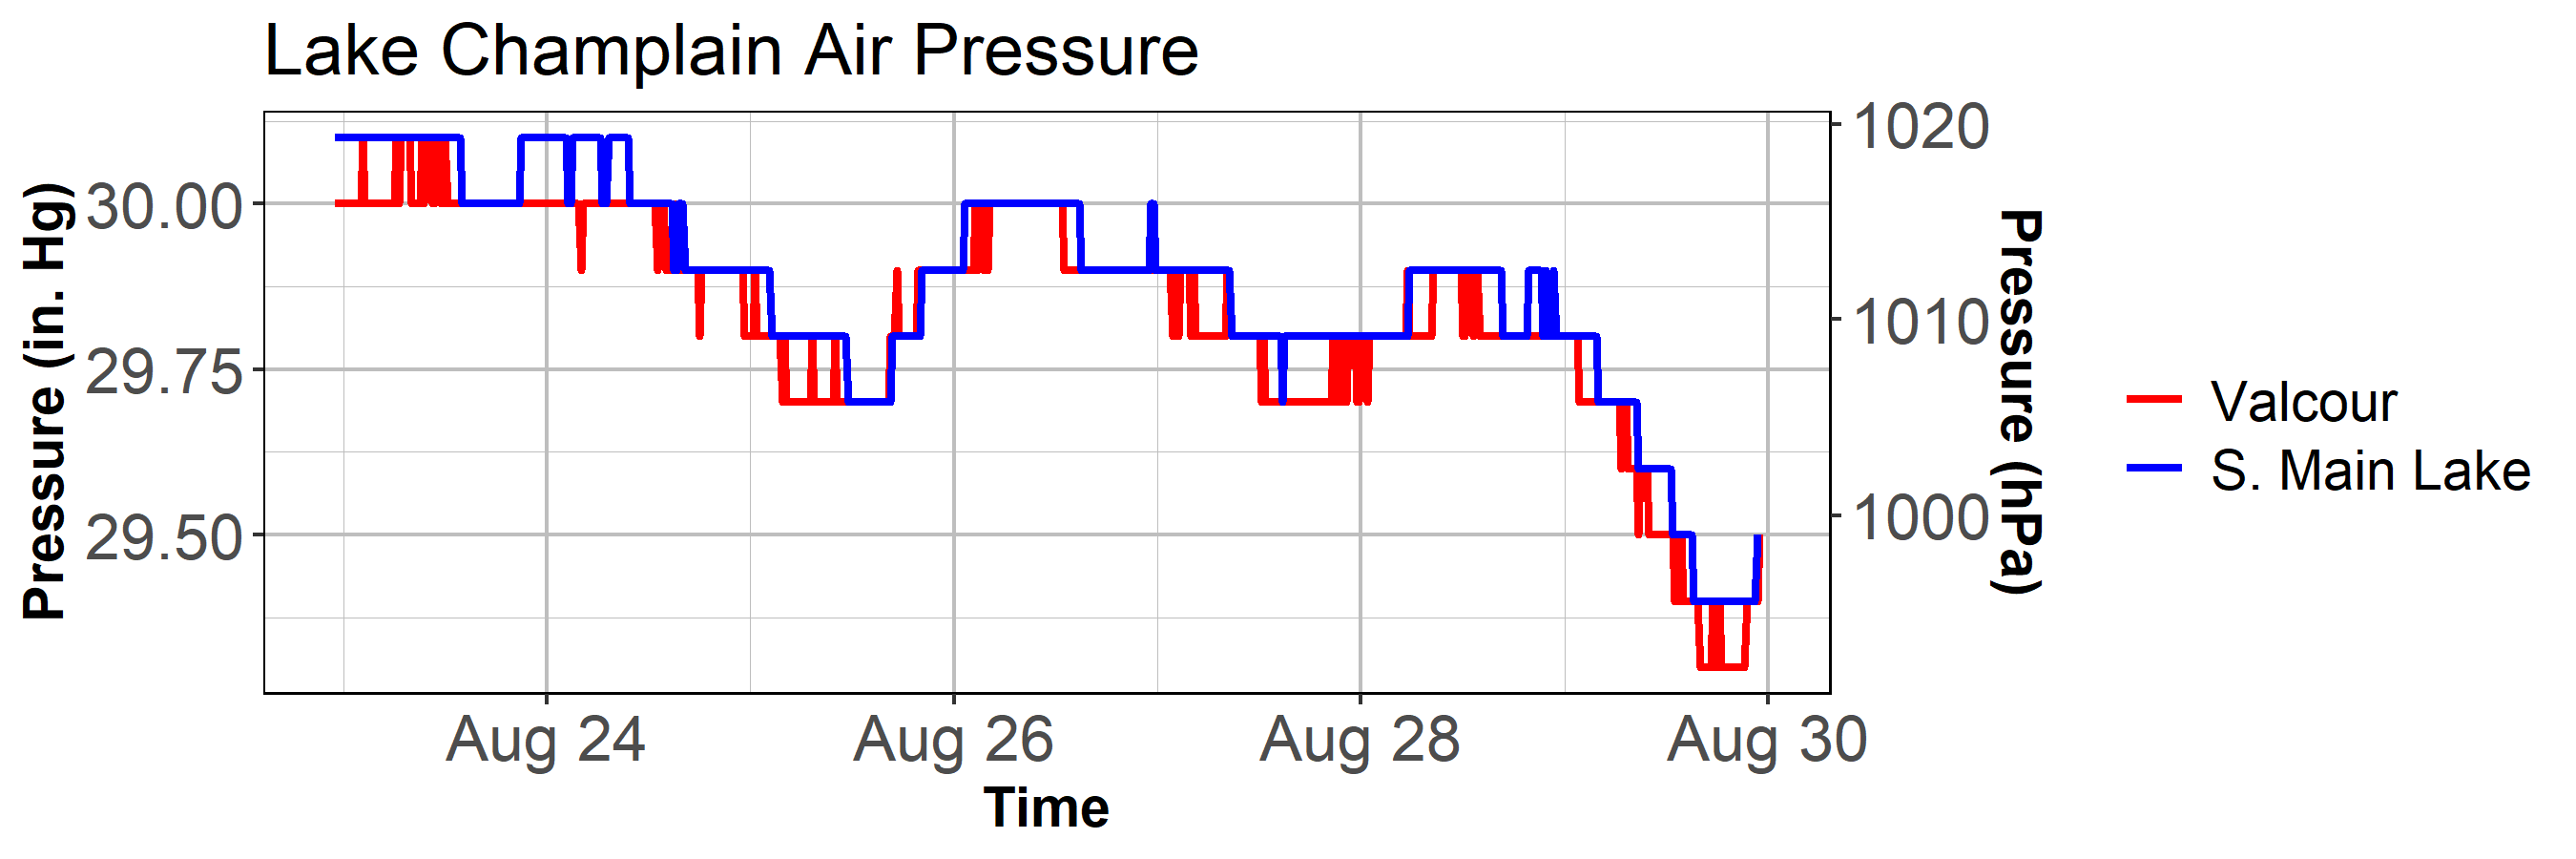 Lake Champlain Air Pressure
Pressure (in. Hg)
30.00
29.75
29.50
1020
1010
1000
Pressure (hPa)
Aug 24 Aug 26 Aug 28 Aug 30
Time
Valcour
S. Main Lake